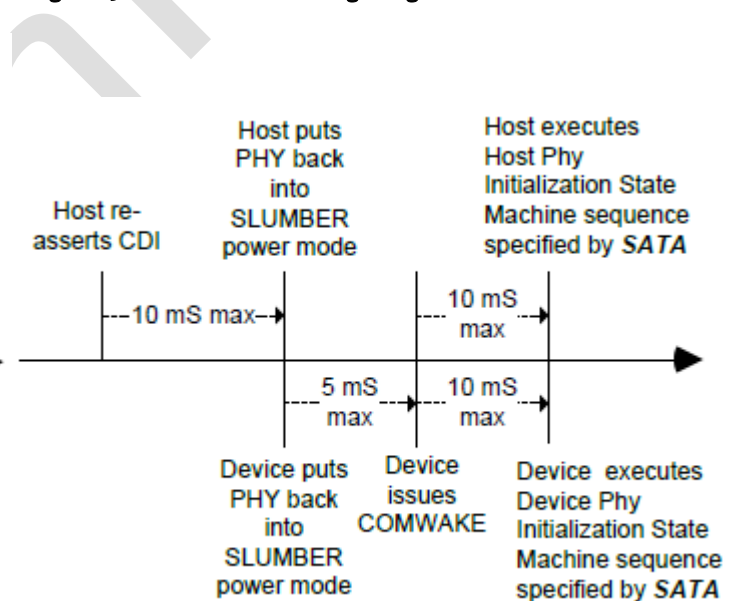 Host re-
asserts CDI
Host puts
PHY back
into
SLUMBER
power mode
Host executes
Host Phy
Initialization State
Machine sequence
specified by SATA
10 mS max
10 mS
max
5 mS
max
10 mS
max
Device puts
PHY back
into
SLUMBER
power mode
Device
issues
COMWAKE
Device executes
Device Phy
Initialization State
Machine sequence
specified by SATA